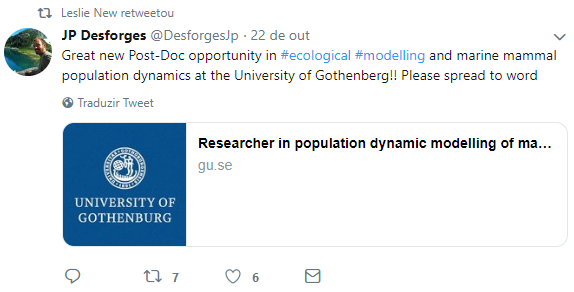 Leslie New retweetou
JP Desforges @DesforgesJp · 22 de out
Great new Post-Doc opportunity in #ecological #modelling and marine mammal
population dynamics at the University of Gothenberg!! Please spread to word
Traduzir Tweet
UNIVERSITY OF
GOTHENBURG
Researcher in population dynamic modelling of ma...
gu.se
7
6